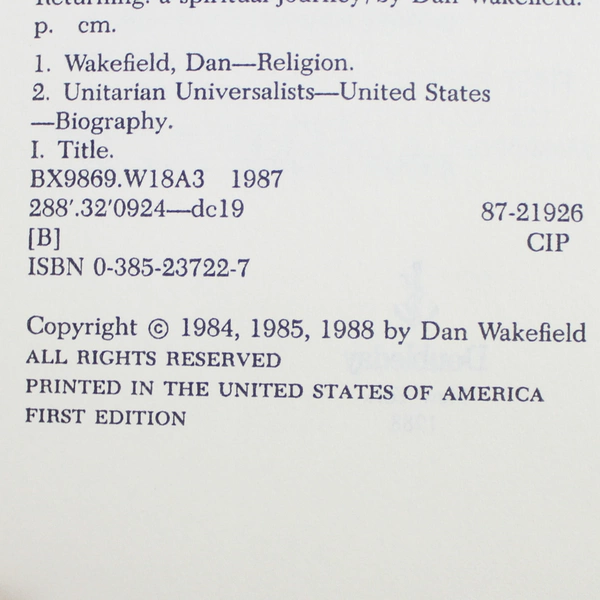 Returning: a spiritual journey / by Dan Wakefield.
p. cm.
1. Wakefield, Dan—Religion.
2. Unitarian Universalists—United States
—Biography.
I. Title.
BX9869.W18A3 1987
288'.32'0924—dc19 87-21926
[B] CIP
ISBN 0-385-23722-7
Copyright © 1984, 1985, 1988 by Dan Wakefield
ALL RIGHTS RESERVED
PRINTED IN THE UNITED STATES OF AMERICA
FIRST EDITION